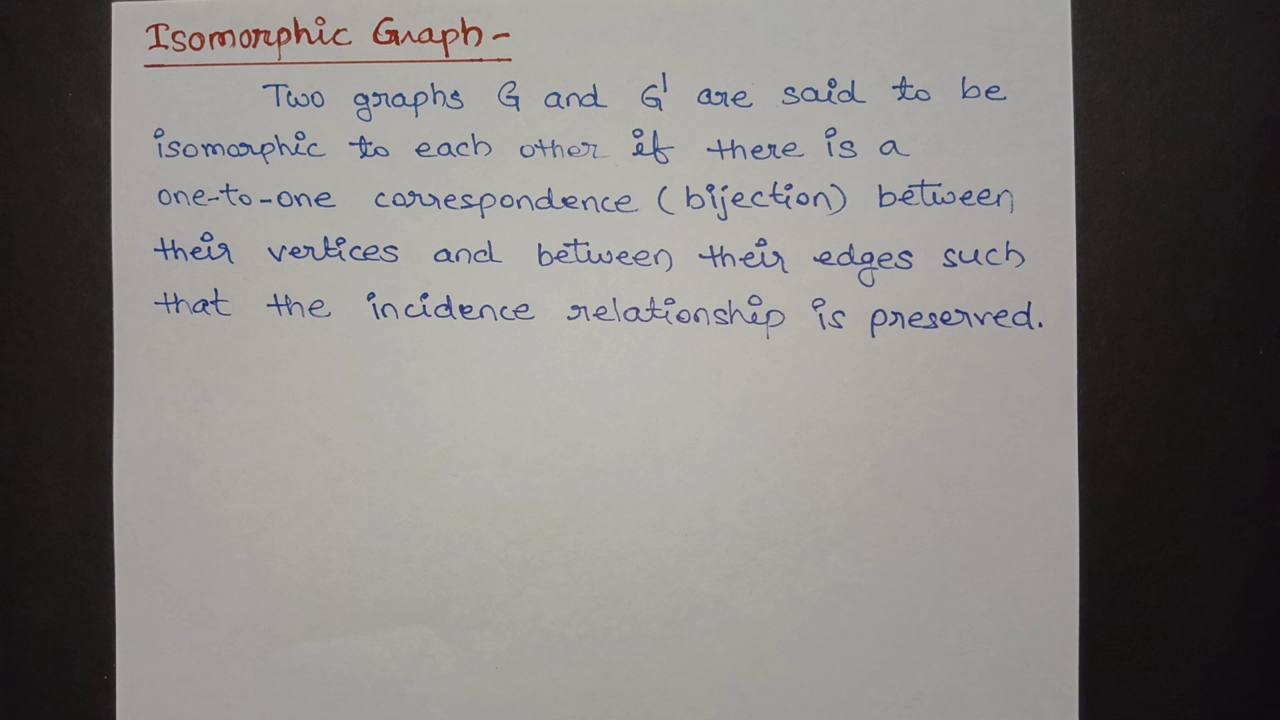 Isomorphic Graph-
Two graphs G and G' are said to be
isomorphic to each other if there is a
one-to-one correspondence (bijection) between
their vertices and between their edges such
that the incidence relationship is preserved.